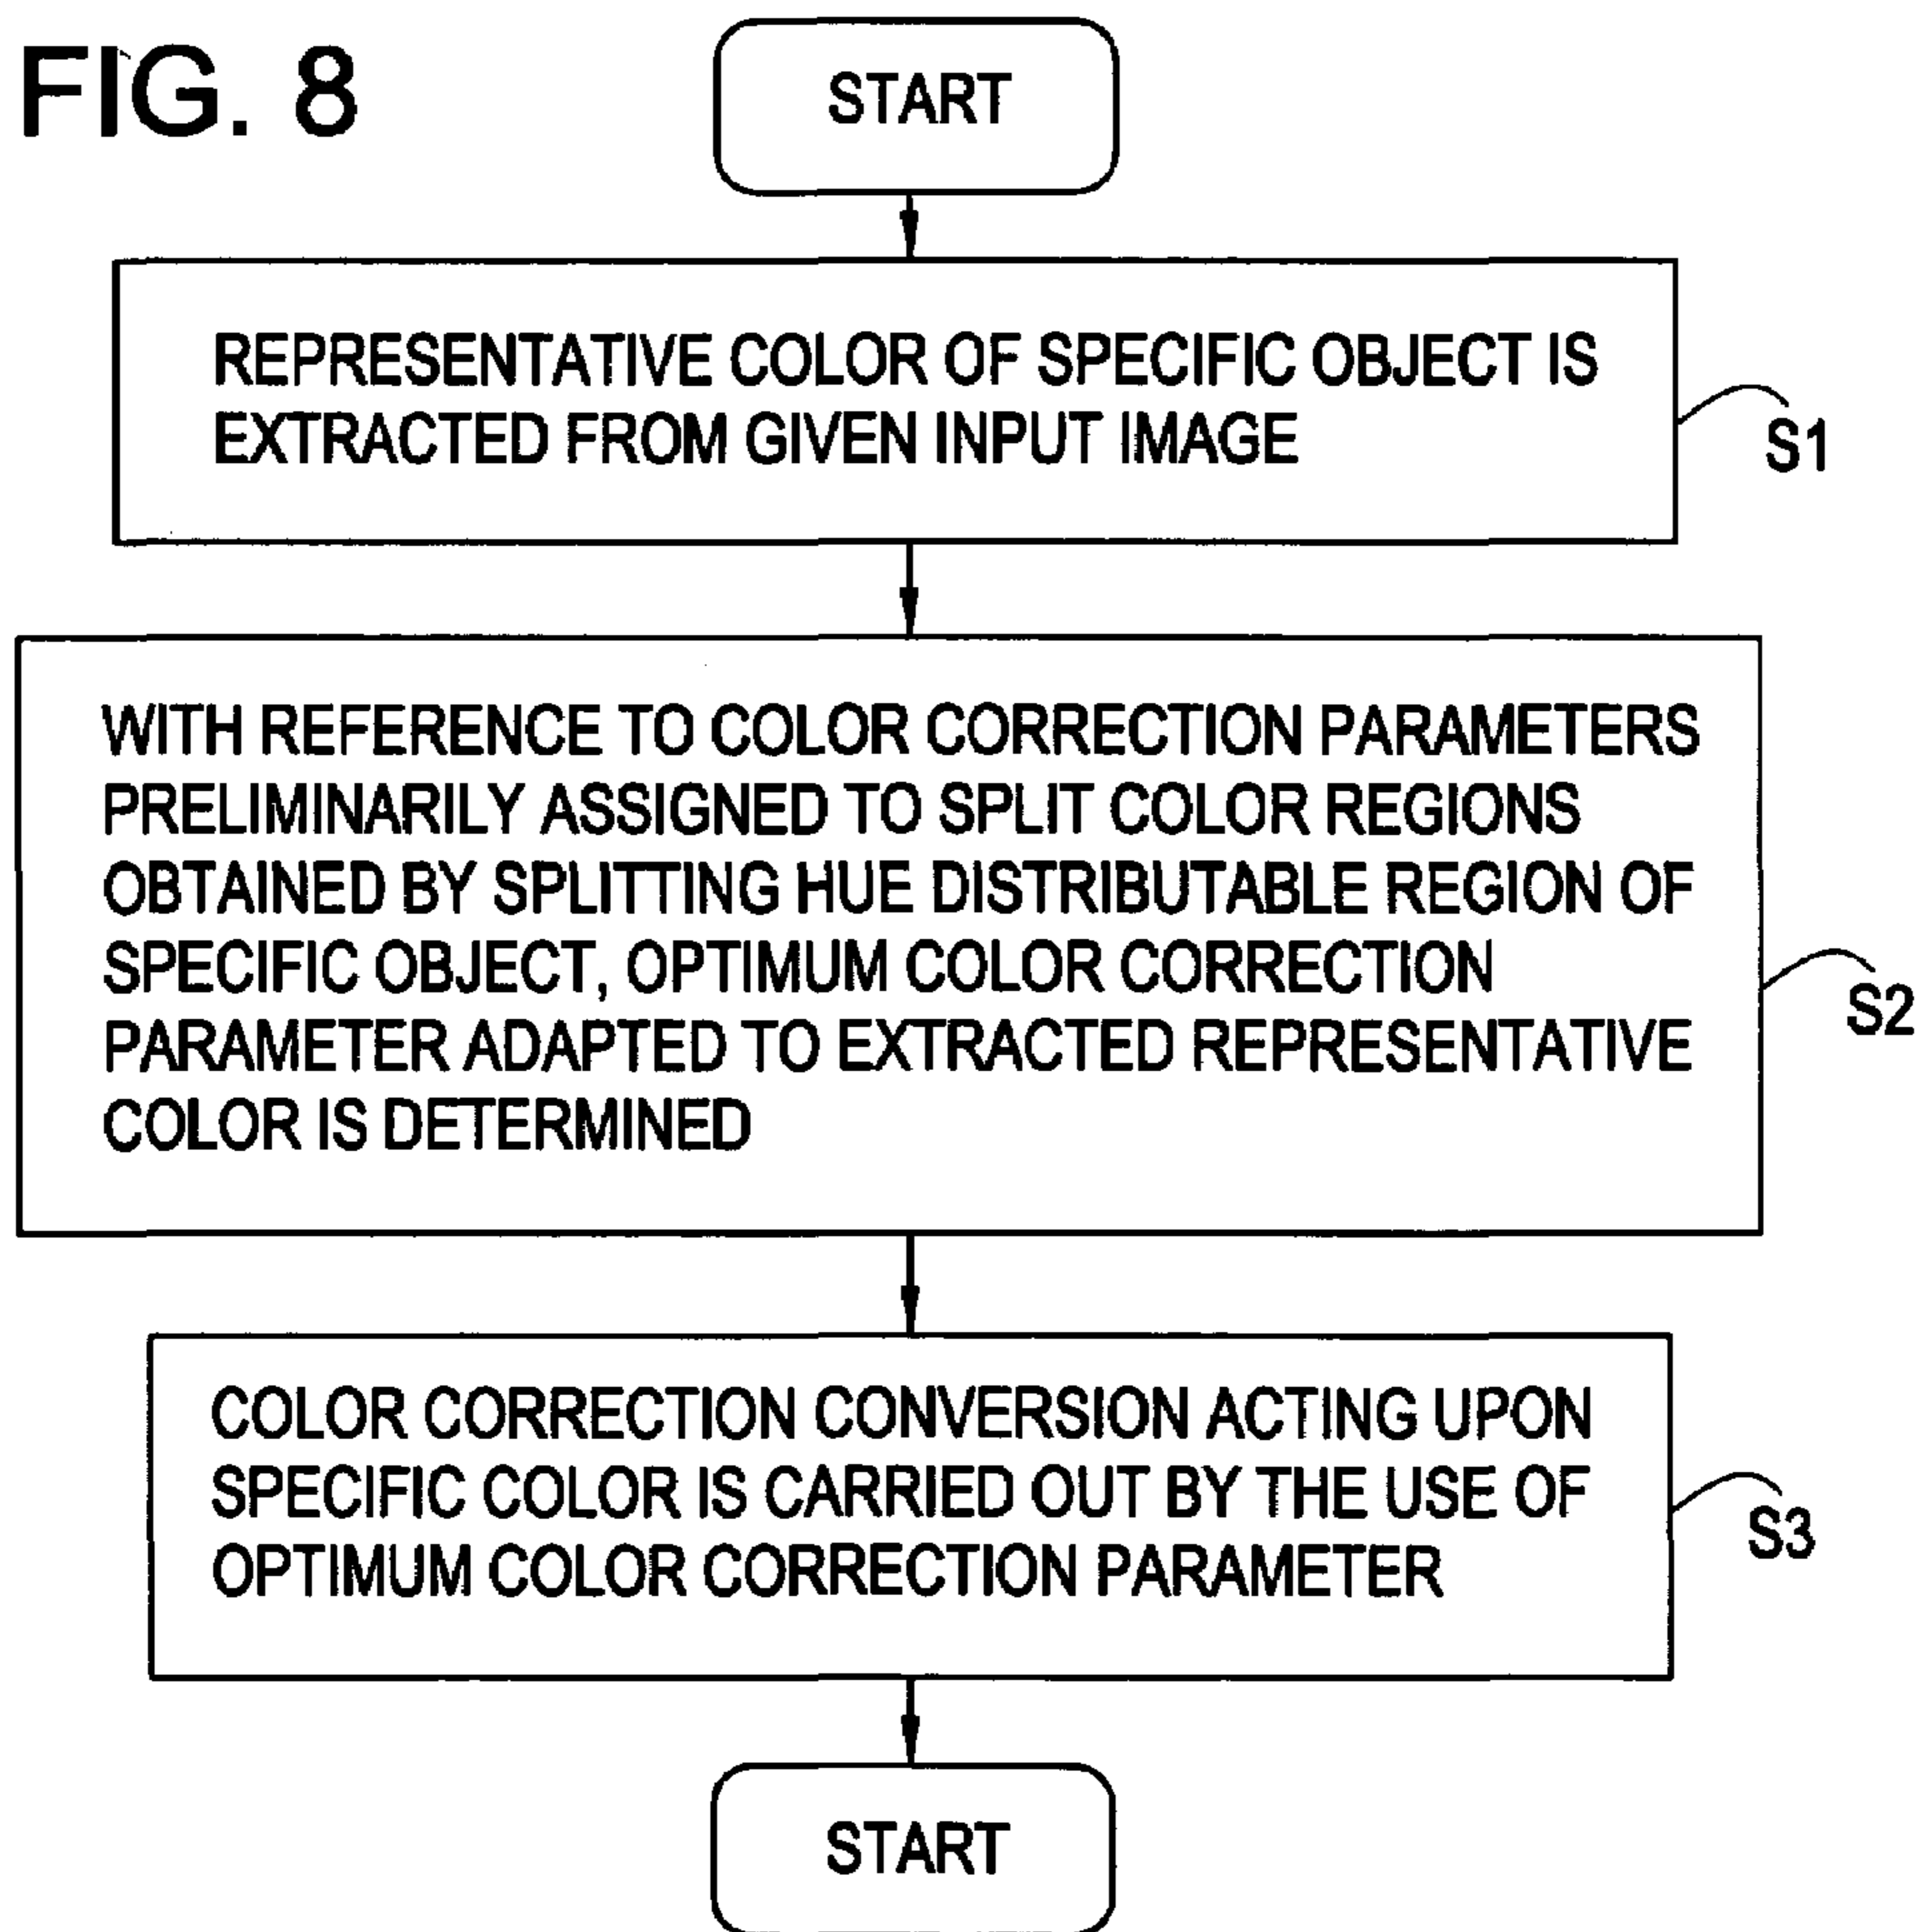 FIG. 8
START
REPRESENTATIVE COLOR OF SPECIFIC OBJECT IS
EXTRACTED FROM GIVEN INPUT IMAGE
S1
WITH REFERENCE TO COLOR CORRECTION PARAMETERS
PRELIMINARILY ASSIGNED TO SPLIT COLOR REGIONS
OBTAINED BY SPLITTING HUE DISTRIBUTABLE REGION OF
SPECIFIC OBJECT, OPTIMUM COLOR CORRECTION
PARAMETER ADAPTED TO EXTRACTED REPRESENTATIVE
COLOR IS DETERMINED
S2
COLOR CORRECTION CONVERSION ACTING UPON
SPECIFIC COLOR IS CARRIED OUT BY THE USE OF
OPTIMUM COLOR CORRECTION PARAMETER
S3
START